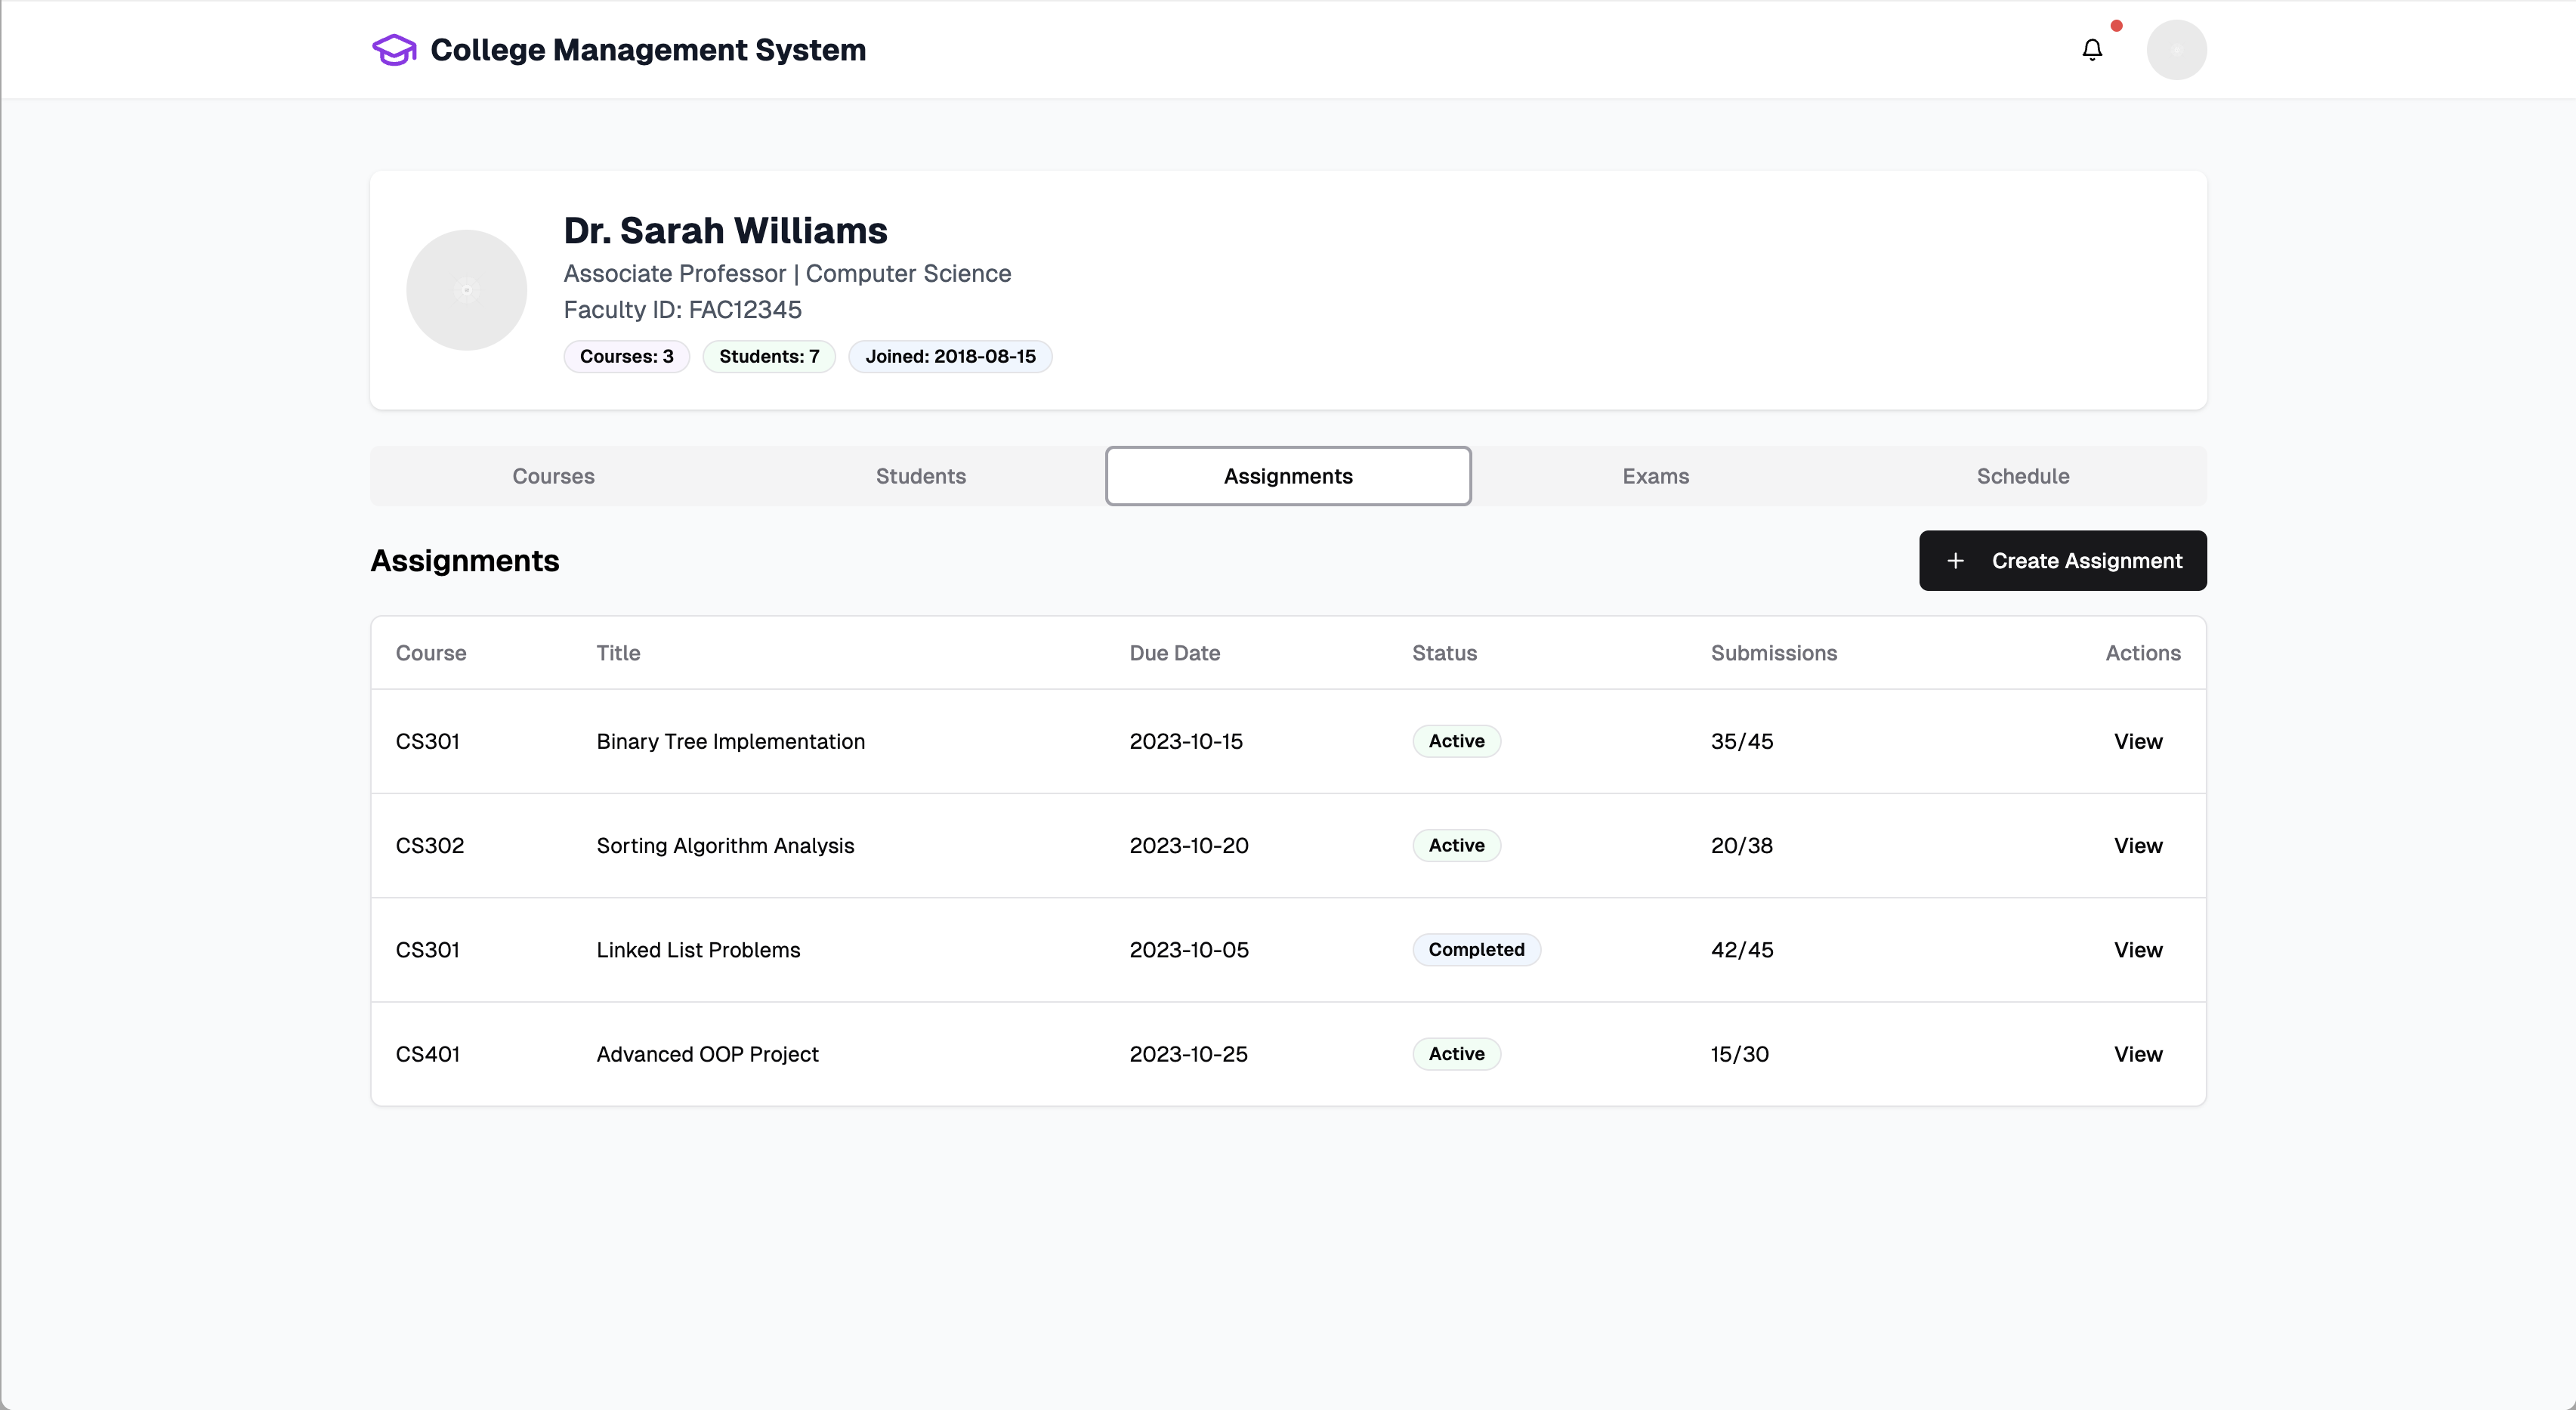 College Management System
Dr. Sarah Williams
Associate Professor | Computer Science
Faculty ID: FAC12345
Courses: 3 Students: 7 Joined: 2018-08-15
Courses Students Assignments Exams Schedule
Assignments + Create Assignment
Course Title Due Date Status Submissions Actions
CS301 Binary Tree Implementation 2023-10-15 Active 35/45 View
CS302 Sorting Algorithm Analysis 2023-10-20 Active 20/38 View
CS301 Linked List Problems 2023-10-05 Completed 42/45 View
CS401 Advanced OOP Project 2023-10-25 Active 15/30 View